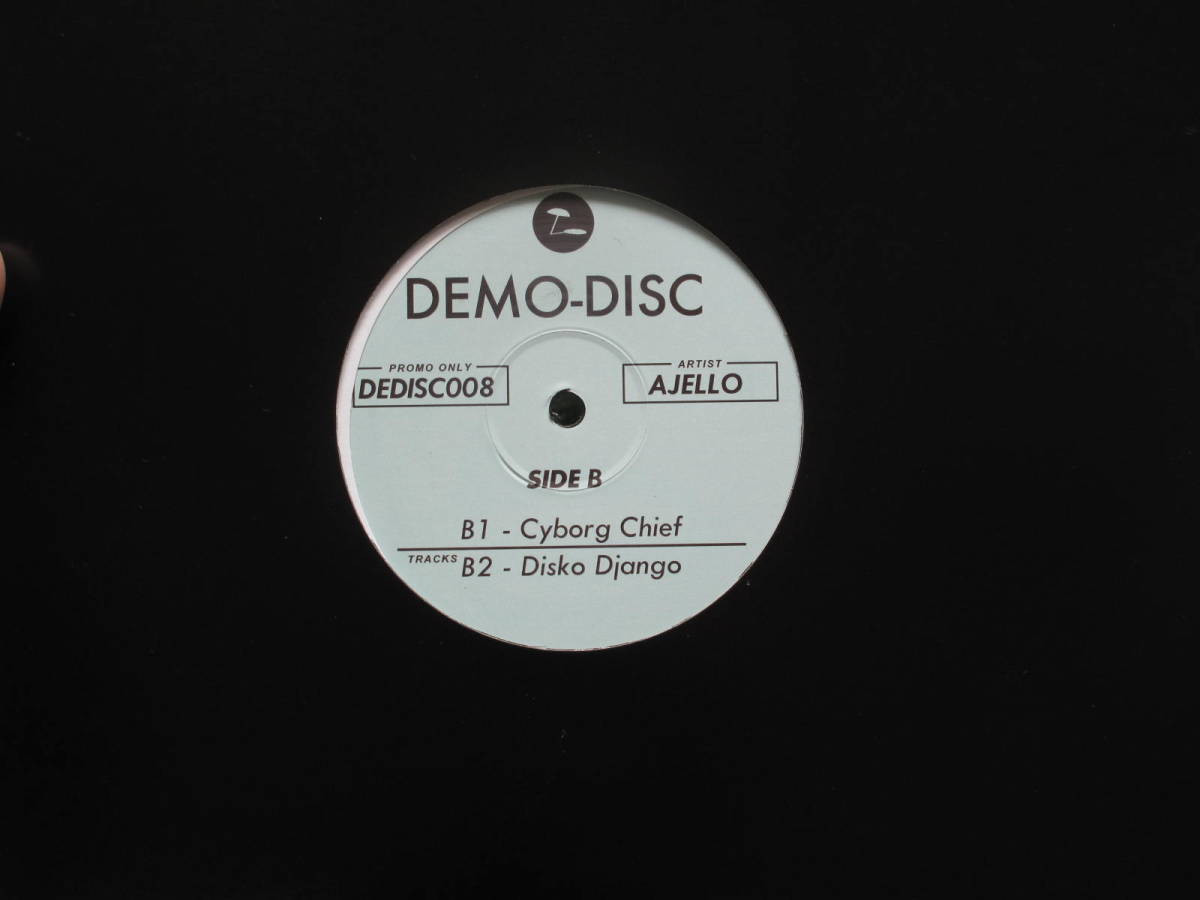 DEMO-DISC
PROMO ONLY
DEDISC008
ARTIST
AJELLO
SIDE B
B1 - Cyborg Chief
TRACKS
B2 - Disko Django